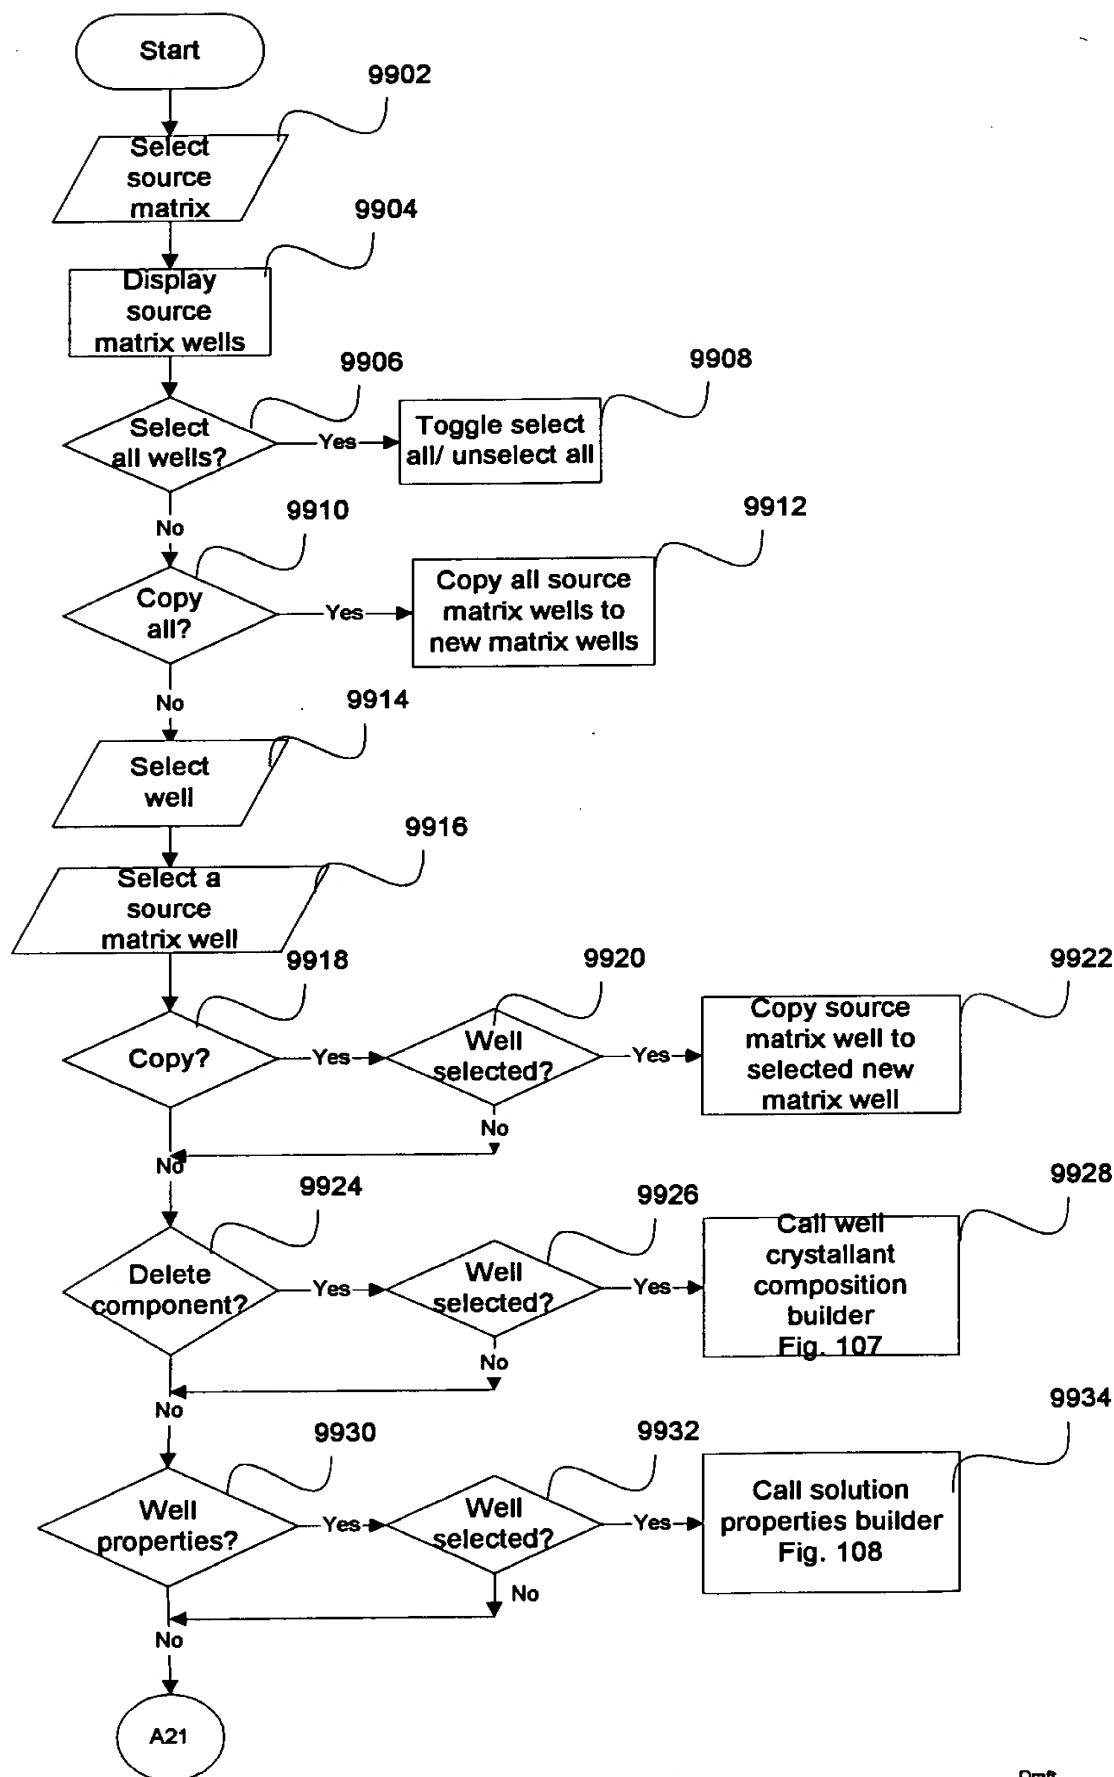 Start
9902
Select
source
matrix
9904
Display
source
matrix wells
9906
9908
Select
all wells?
Yes
Toggle select
all/ unselect all
No
9910
9912
Copy
all?
Yes
Copy all source
matrix wells to
new matrix wells
No
9914
Select
well
9916
Select a
source
matrix well
9918
9920
9922
Copy?
Yes
Well
selected?
Yes
Copy source
matrix well to
selected new
matrix well
No
No
9924
9926
9928
Delete
component?
Yes
Well
selected?
Yes
Call well
crystallant
composition
builder
Fig. 107
No
No
9930
9932
9934
Well
properties?
Yes
Well
selected?
Yes
Call solution
properties builder
Fig. 108
No
No
A21